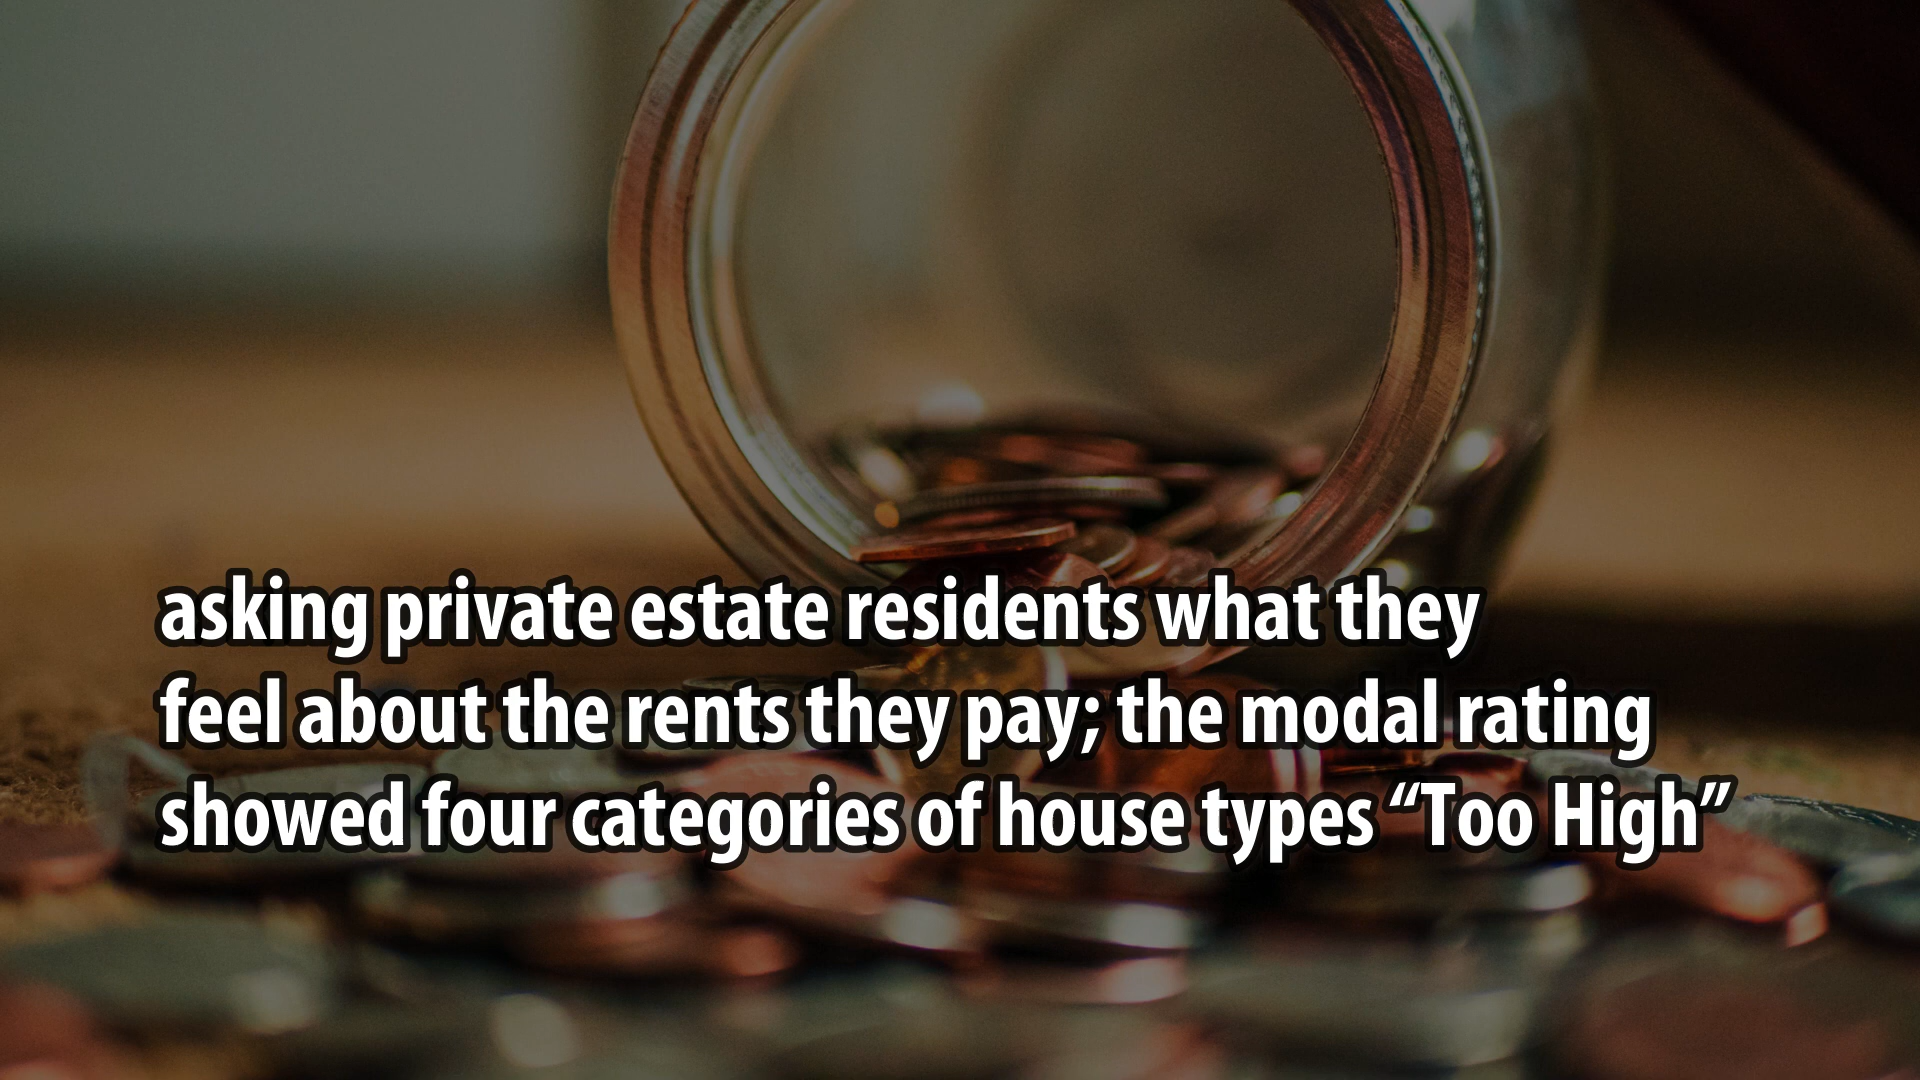 asking private estate residents what they
feel about the rents they pay; the modal rating
showed four categories of house types “Too High”